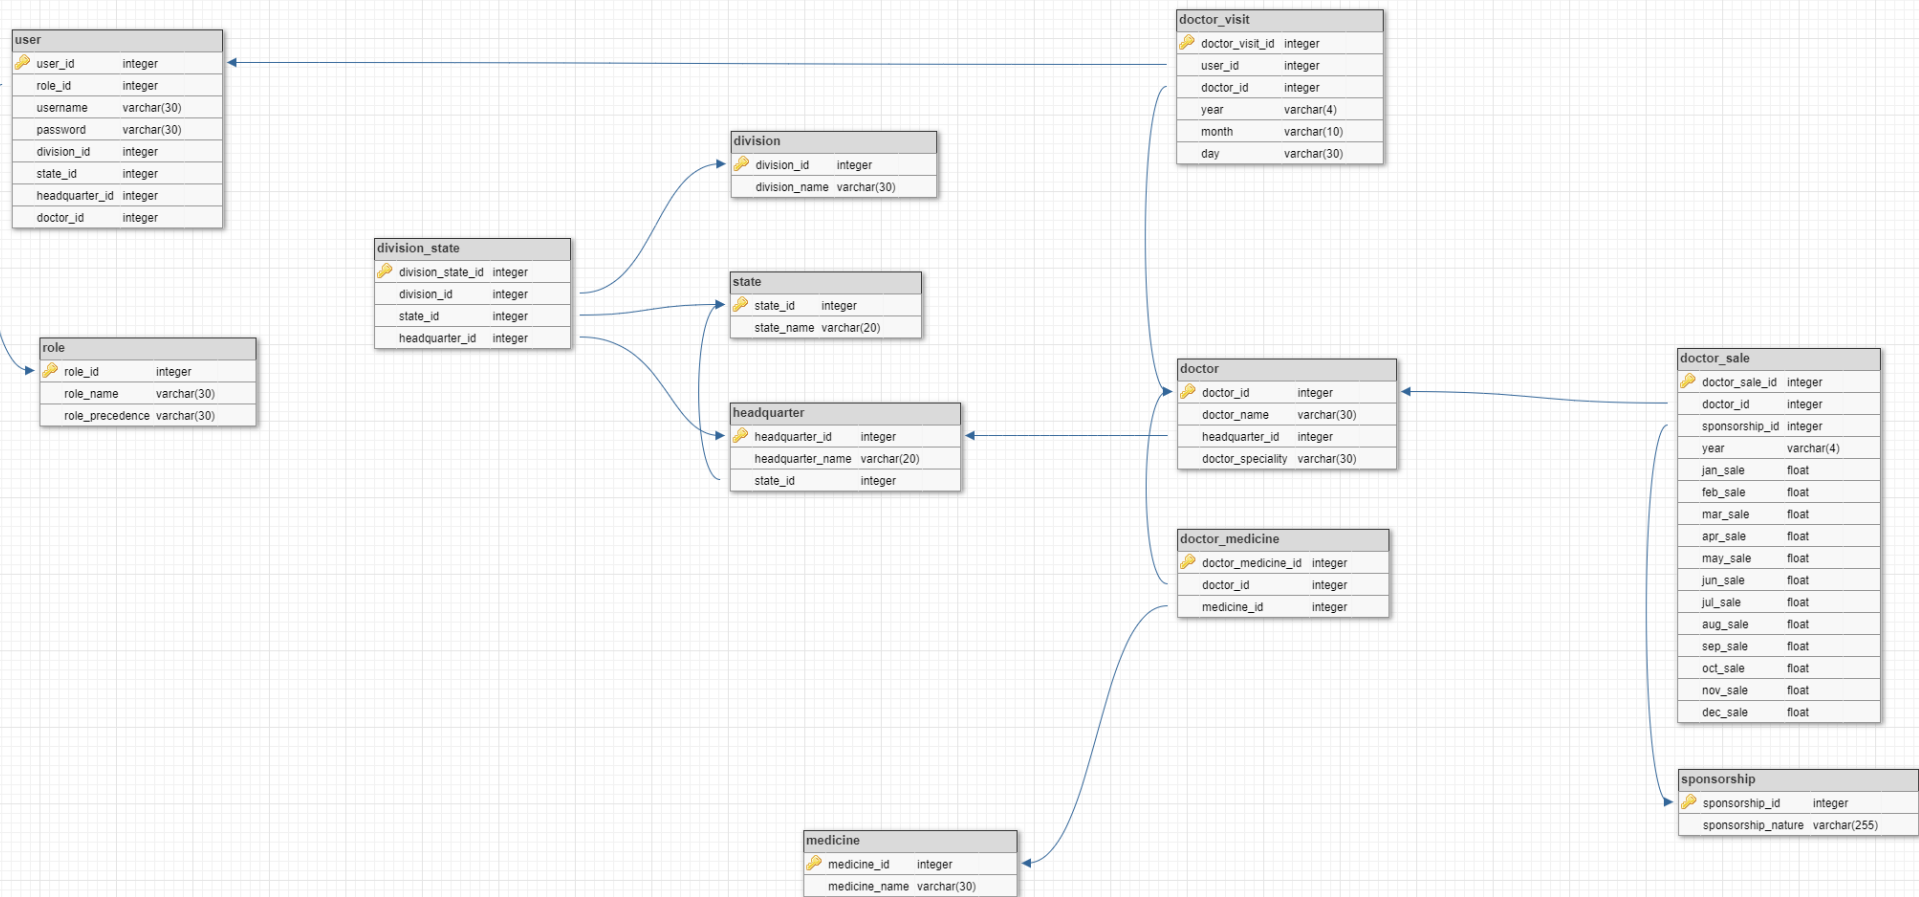 user
user_id integer
role_id integer
username varchar(30)
password varchar(30)
division_id integer
state_id integer
headquarter_id integer
doctor_id integer
role
role_id integer
role_name varchar(30)
role_precedence varchar(30)
division_state
division_state_id integer
division_id integer
state_id integer
headquarter_id integer
division
division_id integer
division_name varchar(30)
state
state_id integer
state_name varchar(20)
headquarter
headquarter_id integer
headquarter_name varchar(20)
state_id integer
medicine
medicine_id integer
medicine_name varchar(30)
doctor_visit
doctor_visit_id integer
user_id integer
doctor_id integer
year varchar(4)
month varchar(10)
day varchar(30)
doctor
doctor_id integer
doctor_name varchar(30)
headquarter_id integer
doctor_speciality varchar(30)
doctor_medicine
doctor_medicine_id integer
doctor_id integer
medicine_id integer
doctor_sale
doctor_sale_id integer
doctor_id integer
sponsorship_id integer
year varchar(4)
jan_sale float
feb_sale float
mar_sale float
apr_sale float
may_sale float
jun_sale float
jul_sale float
aug_sale float
sep_sale float
oct_sale float
nov_sale float
dec_sale float
sponsorship
sponsorship_id integer
sponsorship_nature varchar(255)